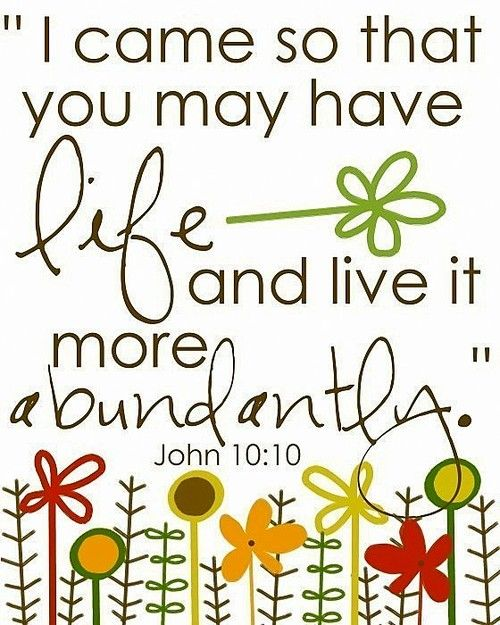 " I came so that
you may have
life
and live it
more
abundantly. "
John 10:10